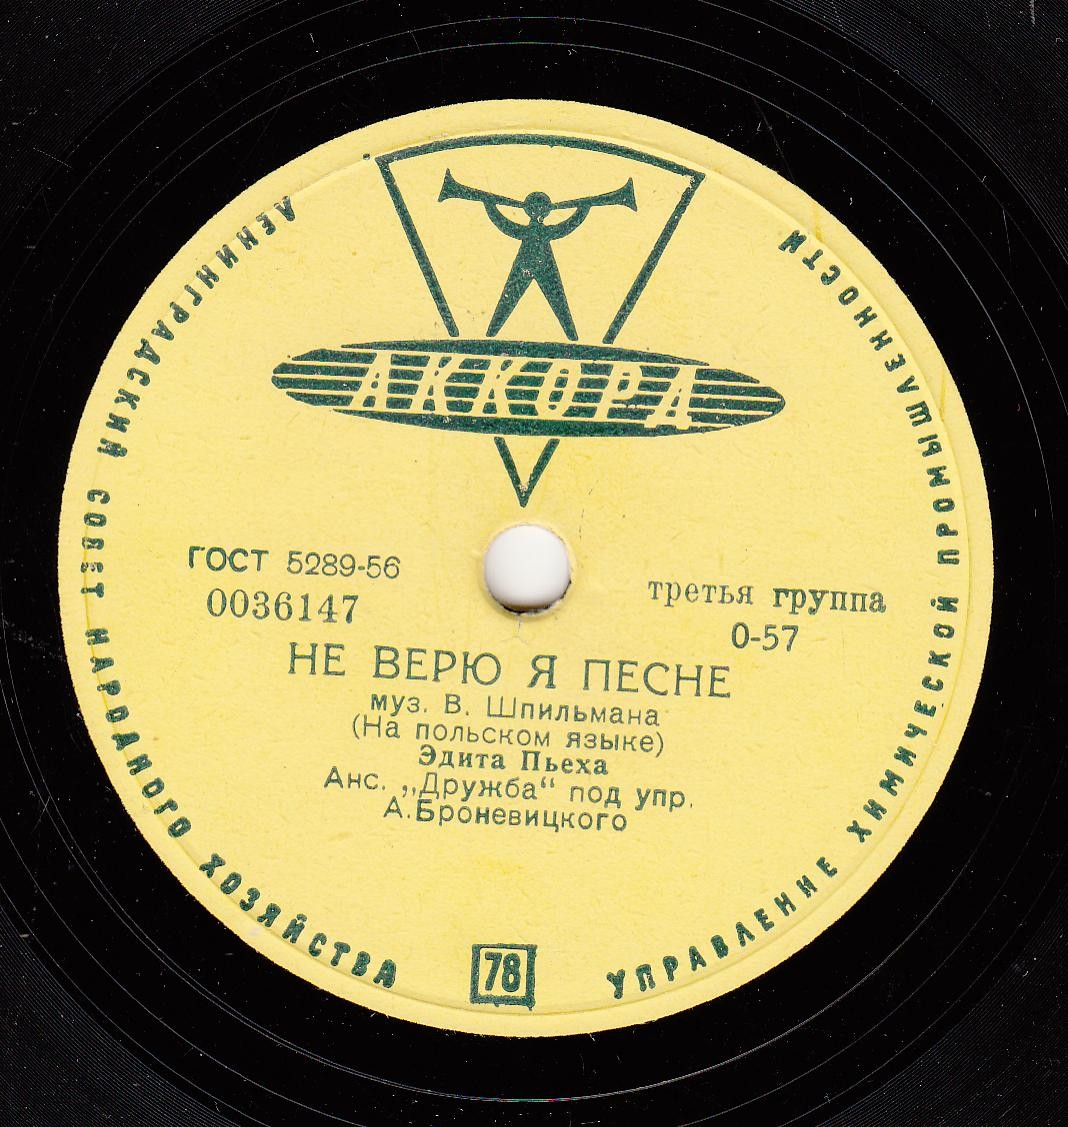 АККОРД
ГОСТ 5289-56
0036147
третья группа
0-57
НЕ ВЕРЮ Я ПЕСНЕ
муз. В. Шпильмана
(На польском языке)
Эдита Пьеха
Анс. „Дружба“ под упр.
А.Броневицкого
78
ЛЕНИНГРАДСКИЙ СОВЕТ НАРОДНОГО ХОЗЯЙСТВА
УПРАВЛЕНИЕ ХИМИЧЕСКОЙ ПРОМЫШЛЕННОСТИ